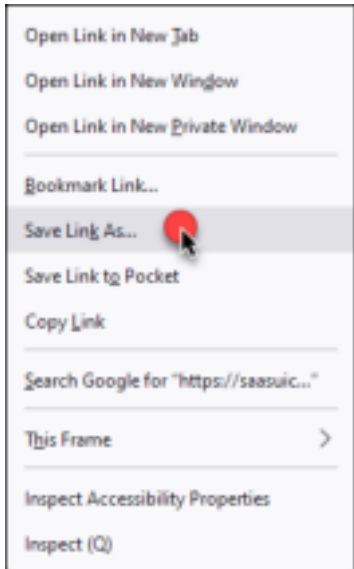 Open Link in New Tab
Open Link in New Window
Open Link in New Private Window
Bookmark Link...
Save Link As...
Save Link to Pocket
Copy Link
Search Google for "https://saasuic..."
This Frame
Inspect Accessibility Properties
Inspect (Q)